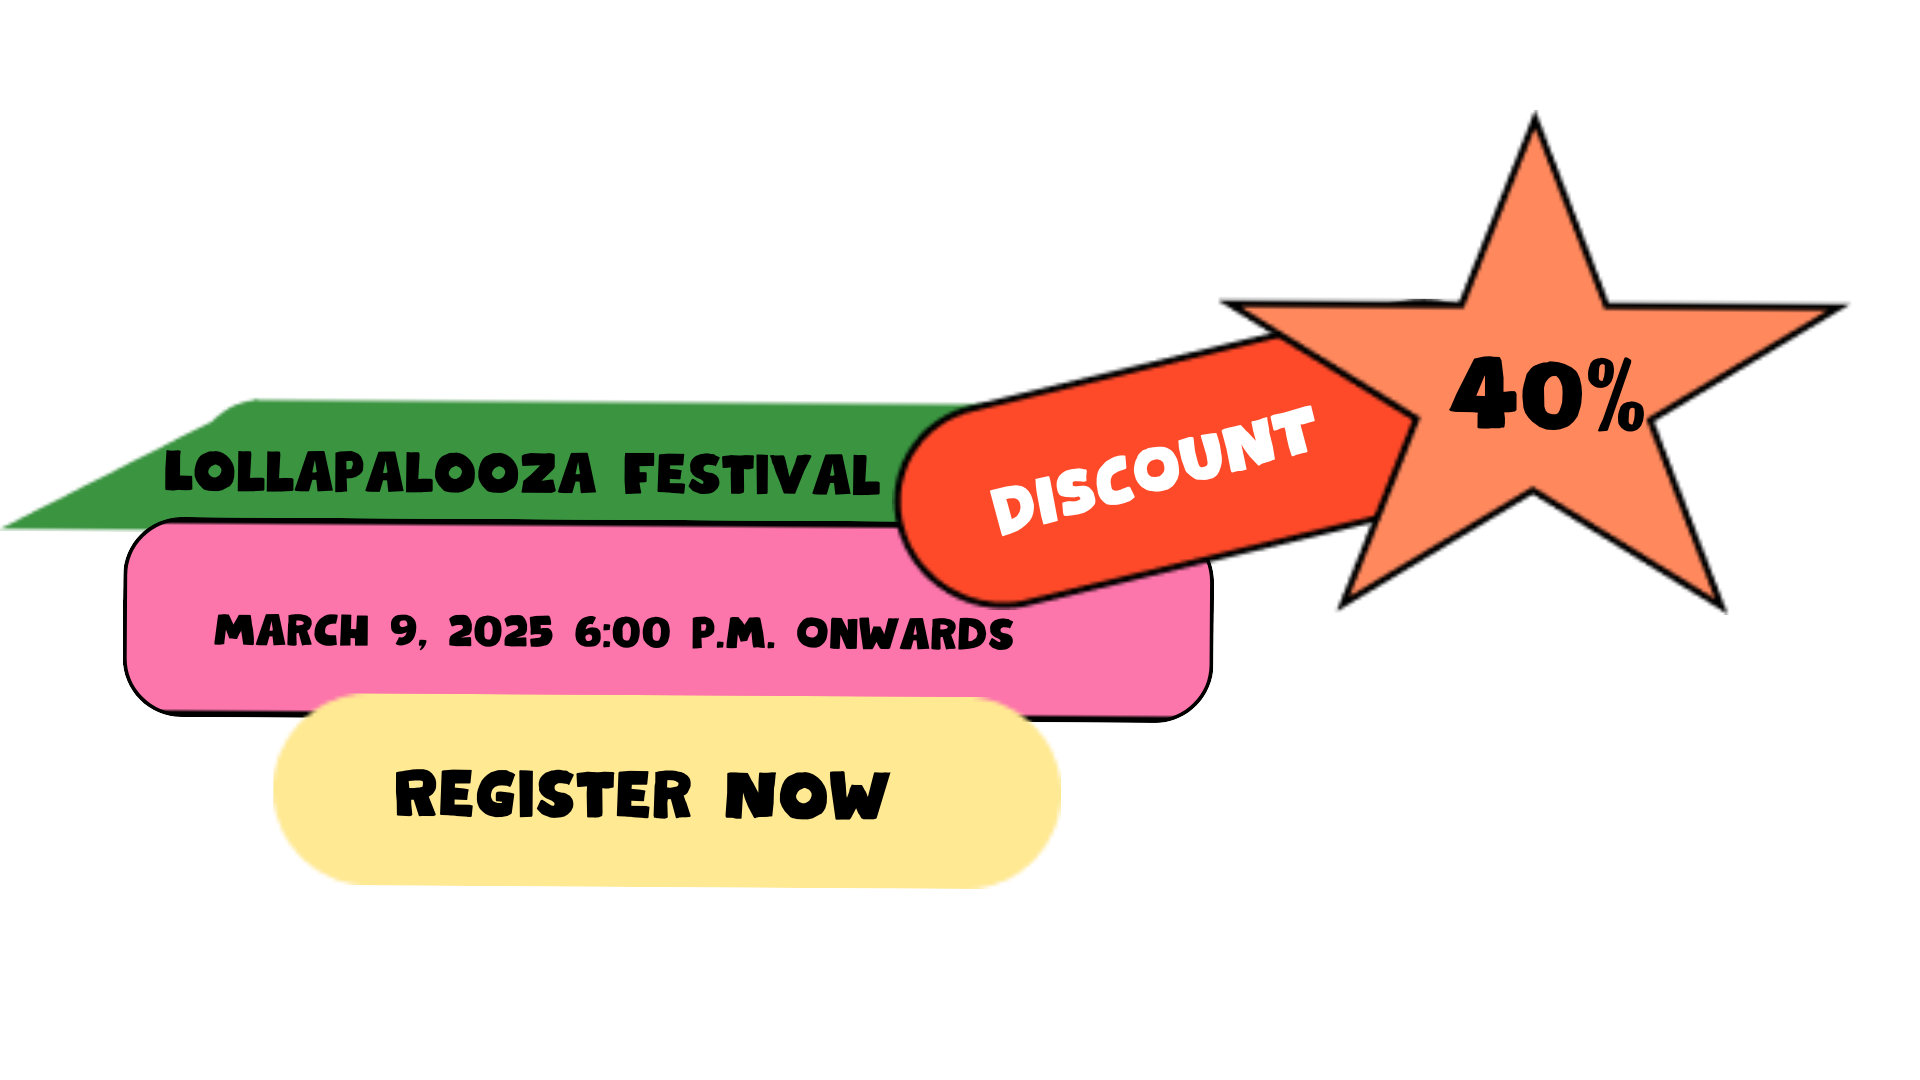 LOLLAPALOOZA FESTIVAL
DISCOUNT
40%
MARCH 9, 2025 6:00 P.M. ONWARDS
REGISTER NOW